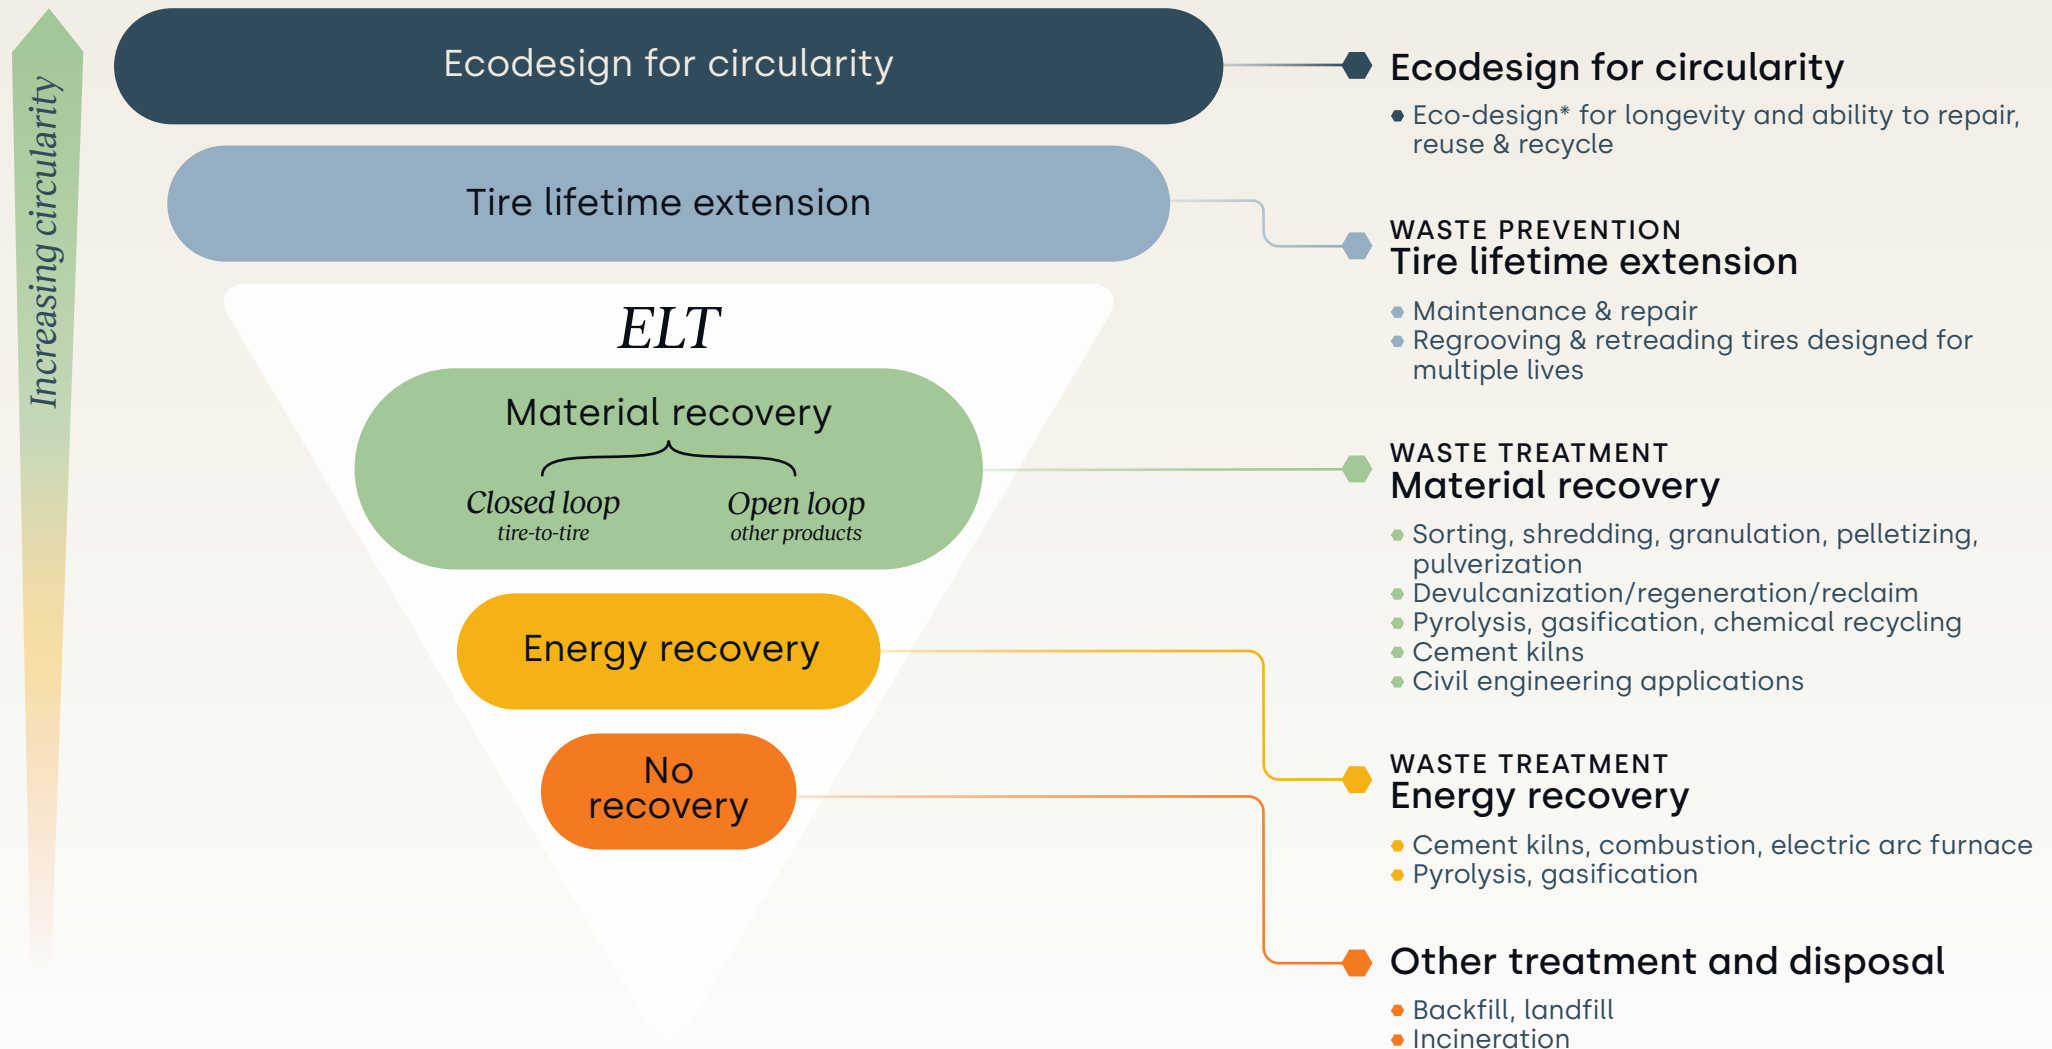 Increasing circularity
Ecodesign for circularity
Tire lifetime extension
ELT
Material recovery
Closed loop
tire-to-tire
Open loop
other products
Energy recovery
No
recovery
Ecodesign for circularity
Eco-design* for longevity and ability to repair,
reuse & recycle
WASTE PREVENTION
Tire lifetime extension
Maintenance & repair
Regrooving & retreading tires designed for
multiple lives
WASTE TREATMENT
Material recovery
Sorting, shredding, granulation, pelletizing,
pulverization
Devulcanization/regeneration/reclaim
Pyrolysis, gasification, chemical recycling
Cement kilns
Civil engineering applications
WASTE TREATMENT
Energy recovery
Cement kilns, combustion, electric arc furnace
Pyrolysis, gasification
Other treatment and disposal
Backfill, landfill
Incineration